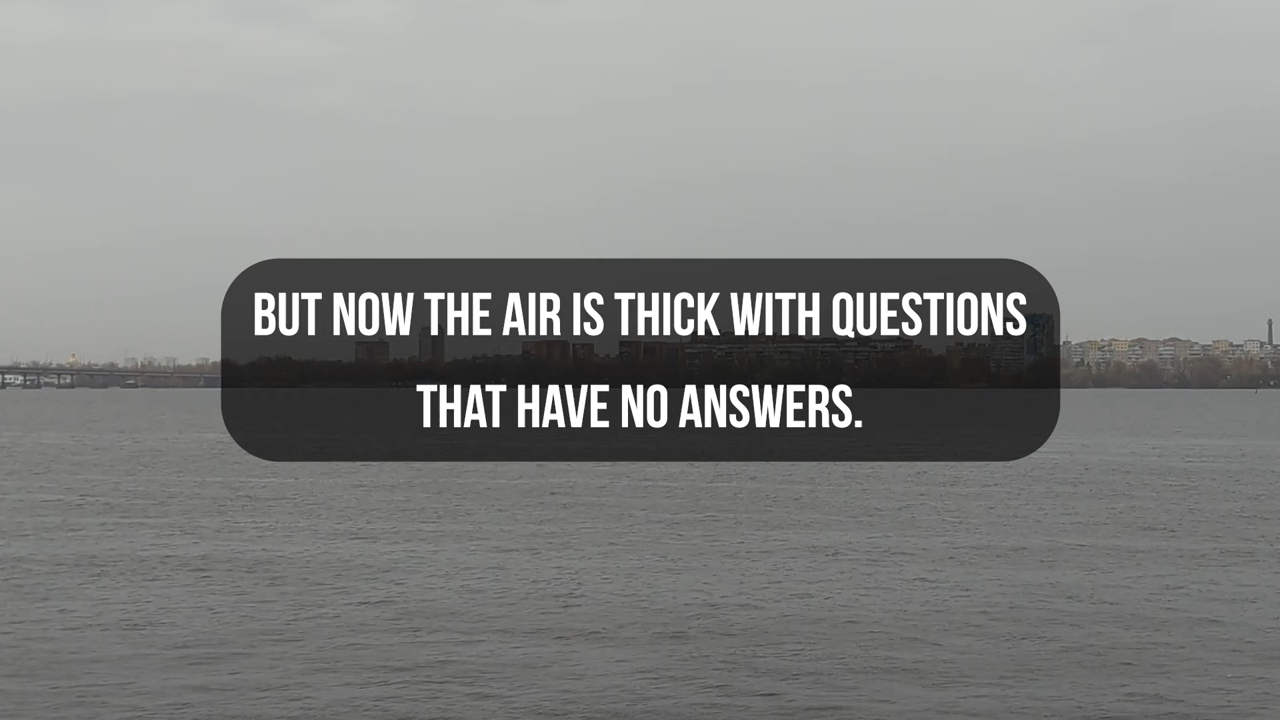 BUT NOW THE AIR IS THICK WITH QUESTIONS
THAT HAVE NO ANSWERS.